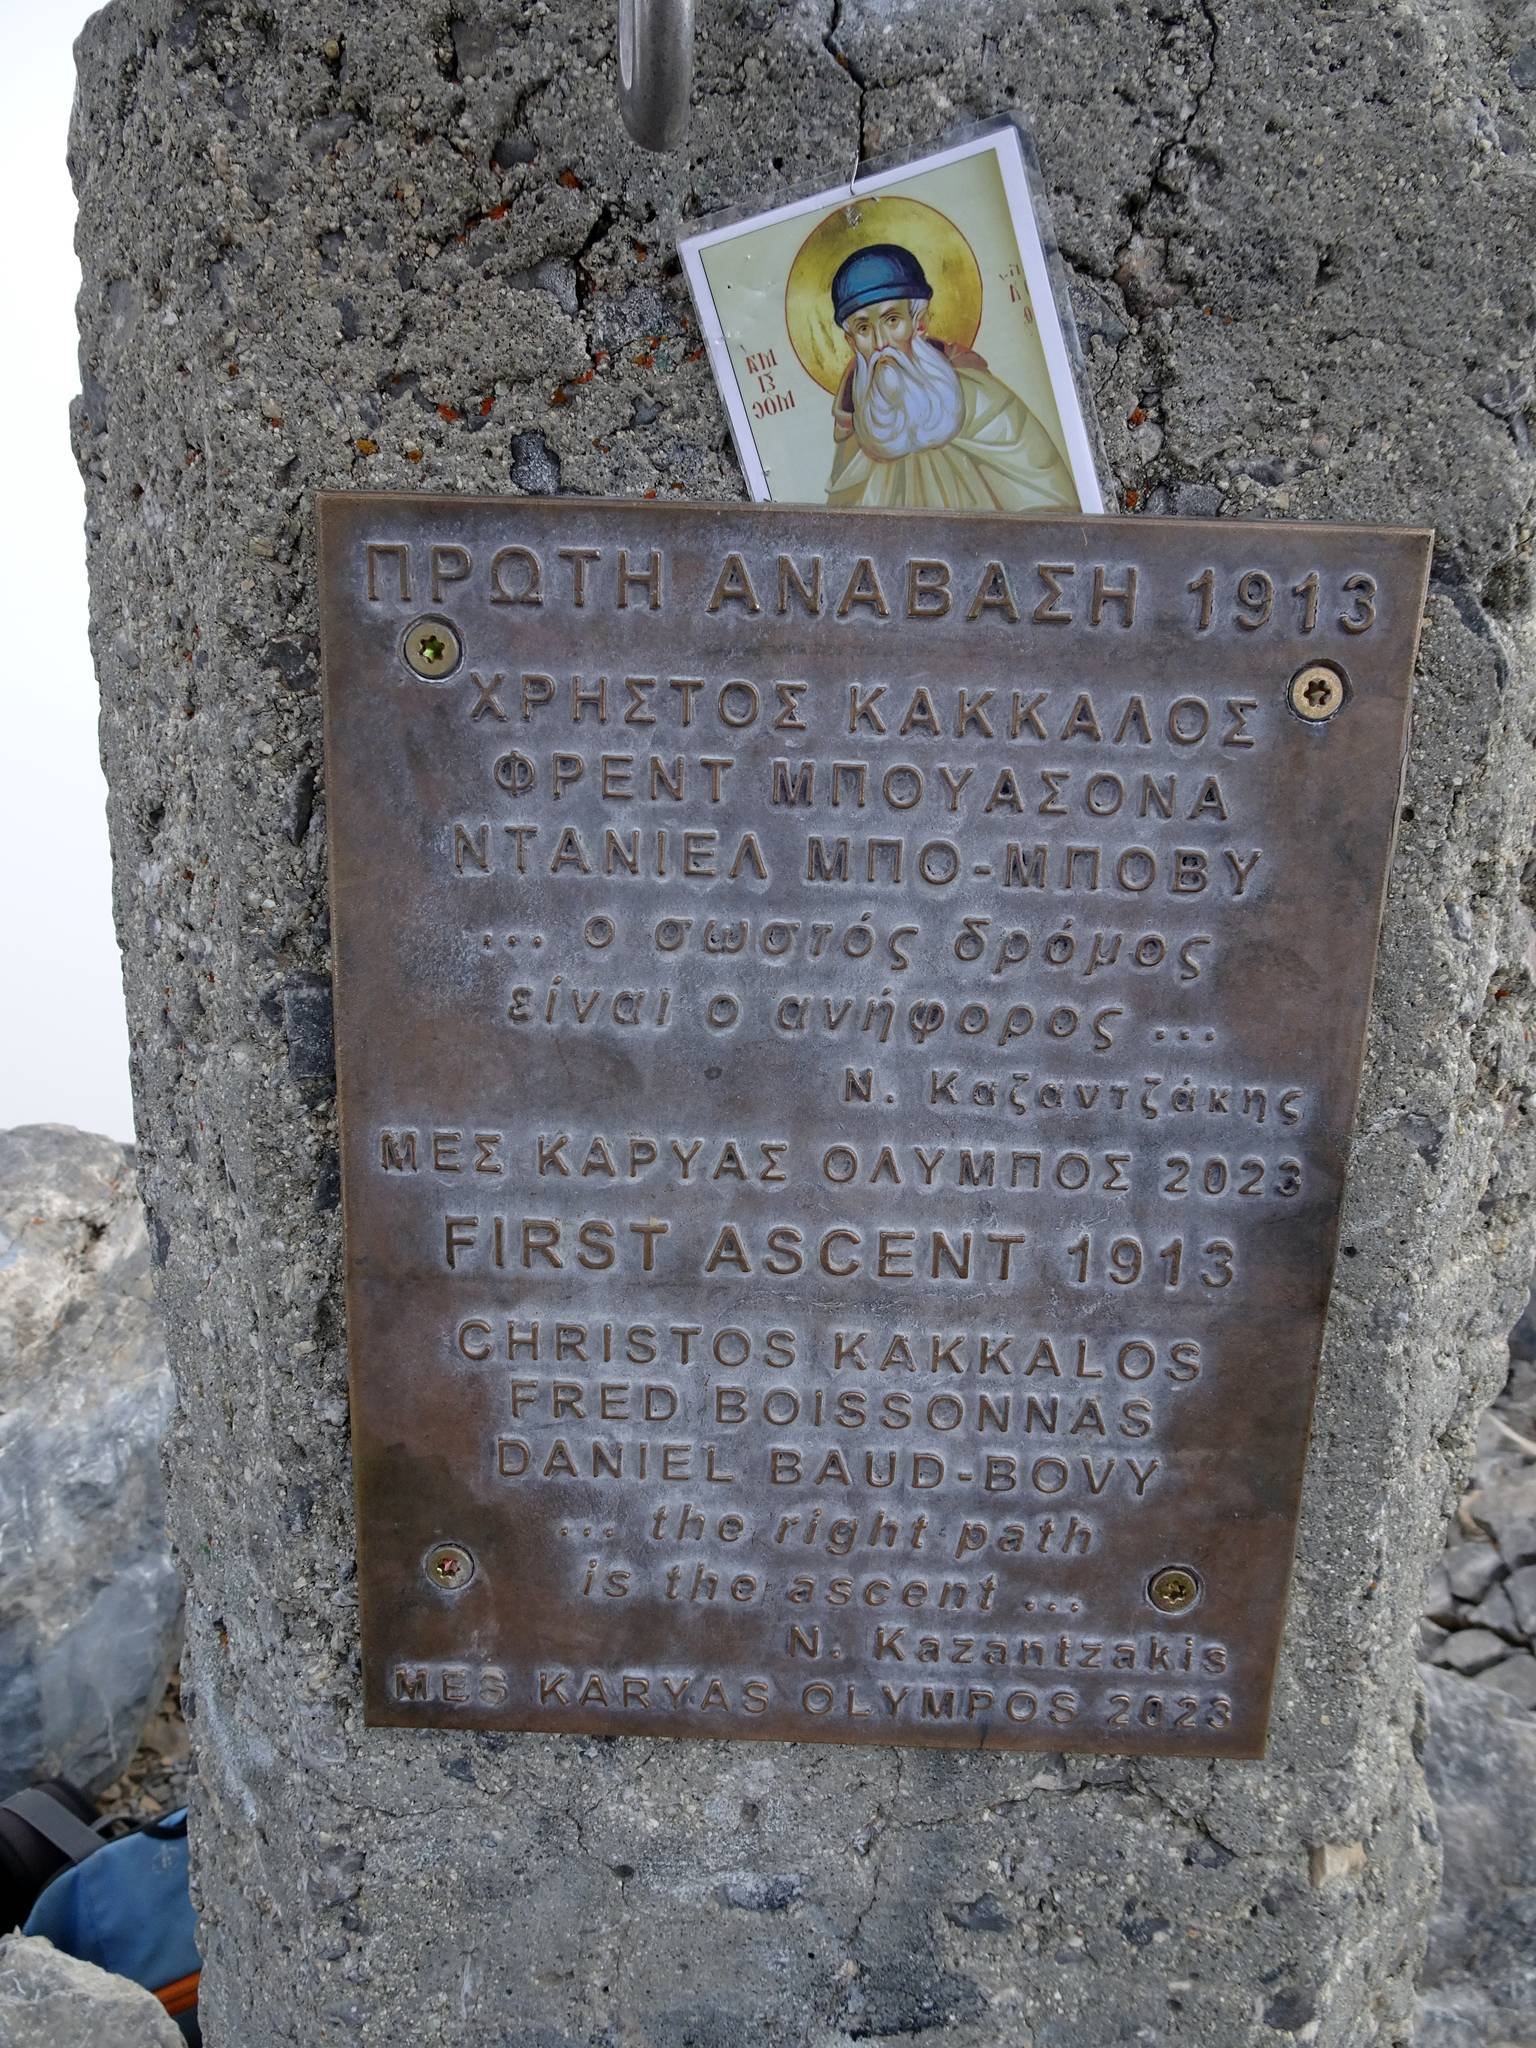 ΠΡΩΤΗ ΑΝΑΒΑΣΗ 1913
ΧΡΗΣΤΟΣ ΚΑΚΚΑΛΟΣ
ΦΡΕΝΤ ΜΠΟΥΑΣΟΝΑ
ΝΤΑΝΙΕΛ ΜΠΟ-ΜΠΟΒΥ
... ο σωστός δρόμος
είναι ο ανήφορος ...
Ν. Καζαντζάκης
ΜΕΣ ΚΑΡΥΑΣ ΟΛΥΜΠΟΣ 2023
FIRST ASCENT 1913
CHRISTOS KAKKALOS
FRED BOISSONNAS
DANIEL BAUD-BOVY
... the right path
is the ascent ...
N. Kazantzakis
MES KARYAS OLYMPOS 2023